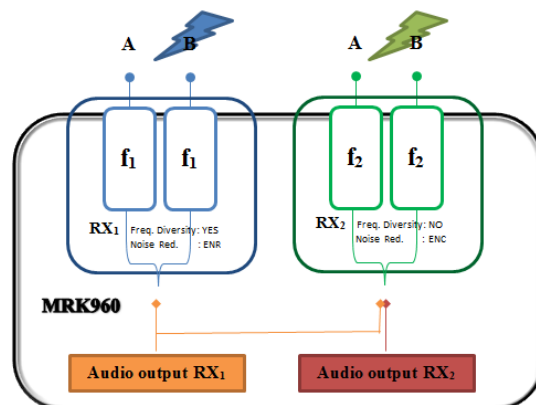 A B A B
f1 f1 f2 f2
RX1 Freq. Diversity: YES
Noise Red. : ENR
RX2 Freq. Diversity: NO
Noise Red. : ENC
MRK960
Audio output RX1
Audio output RX2